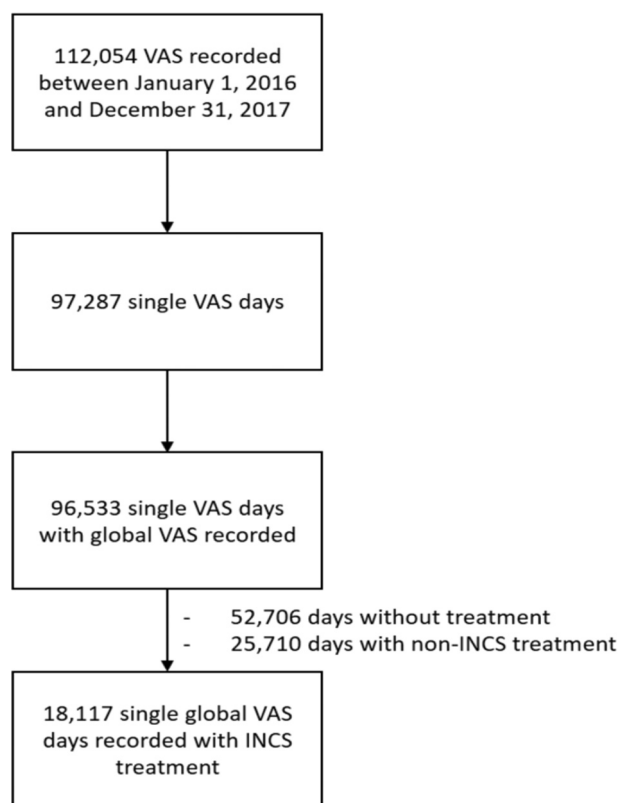 112,054 VAS recorded
between January 1, 2016
and December 31, 2017
97,287 single VAS days
96,533 single VAS days
with global VAS recorded
- 52,706 days without treatment
- 25,710 days with non-INCS treatment
18,117 single global VAS
days recorded with INCS
treatment